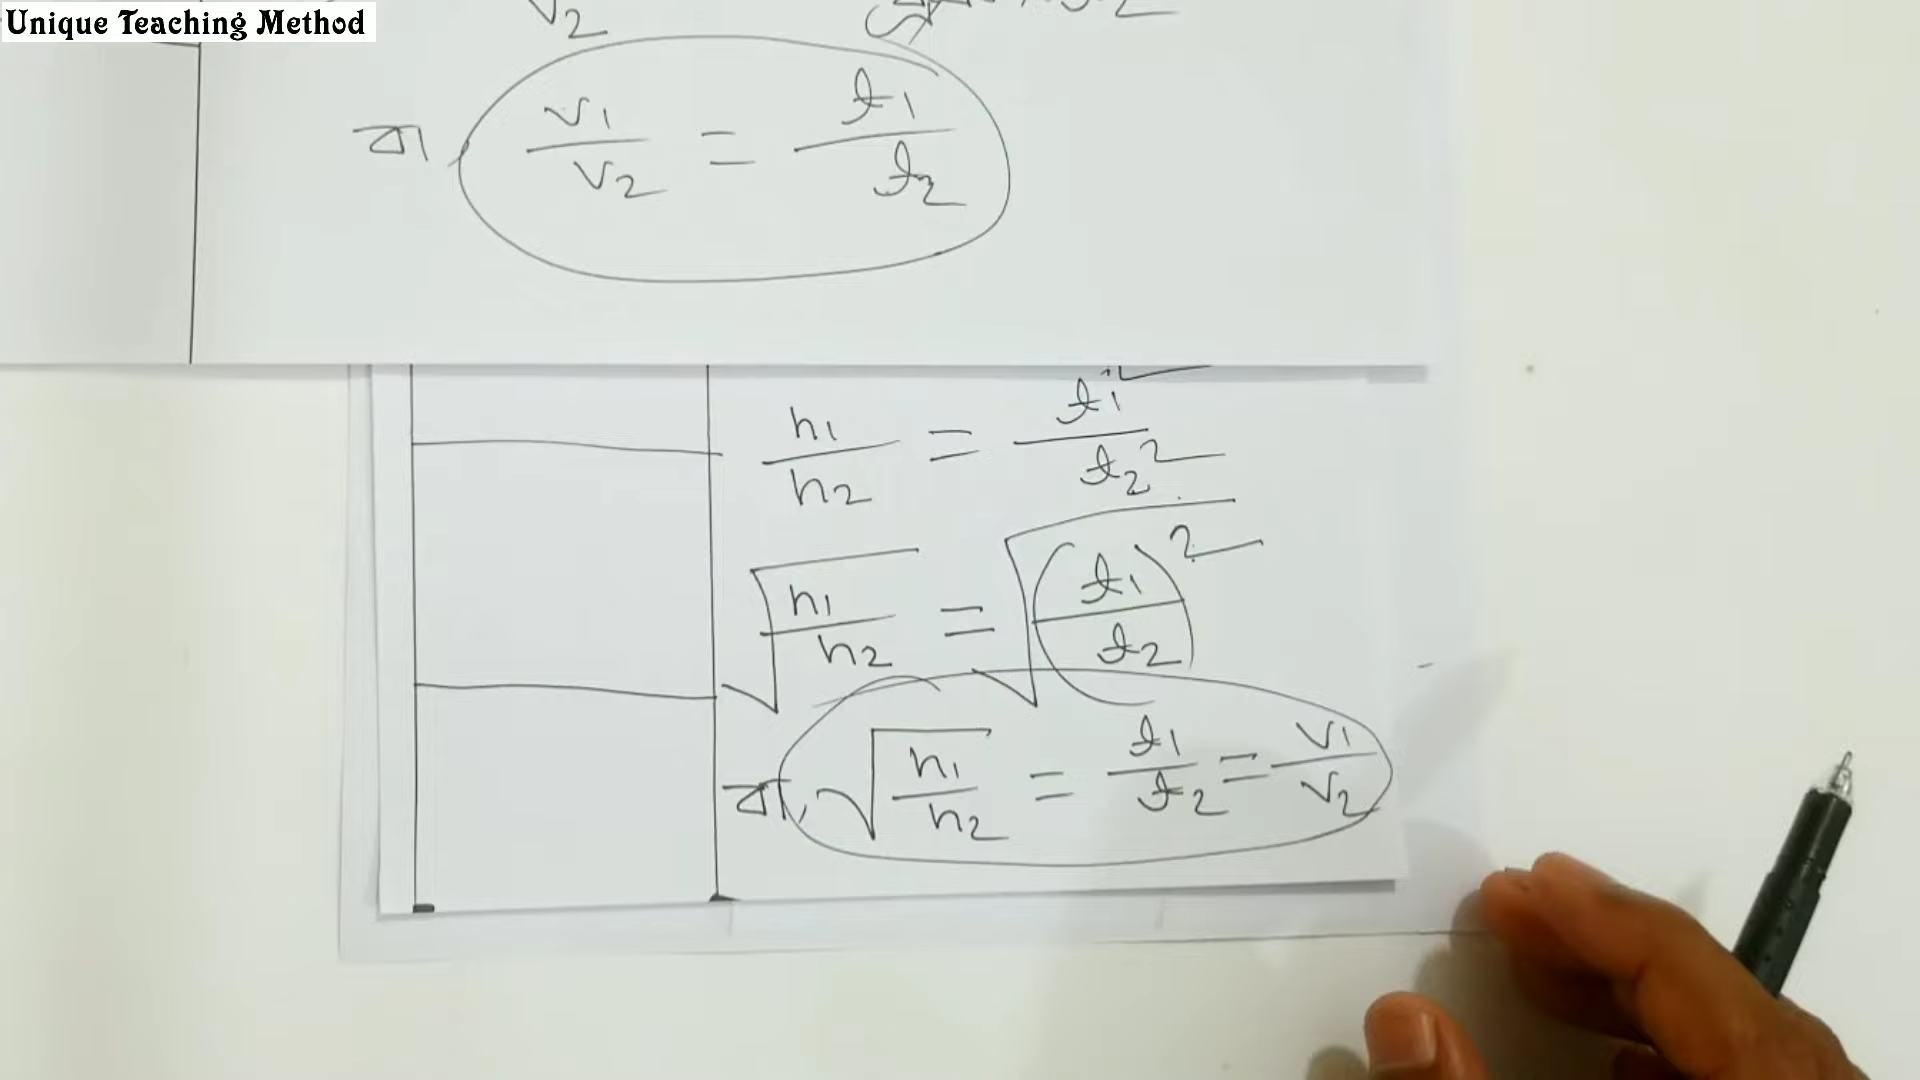 Unique Teaching Method
v₂
বা v₁/v₂ = t₁/t₂
h₁/h₂ = t₁²/t₂²
√(h₁/h₂) = √(t₁/t₂)²
বা, √(h₁/h₂) = t₁/t₂ = v₁/v₂